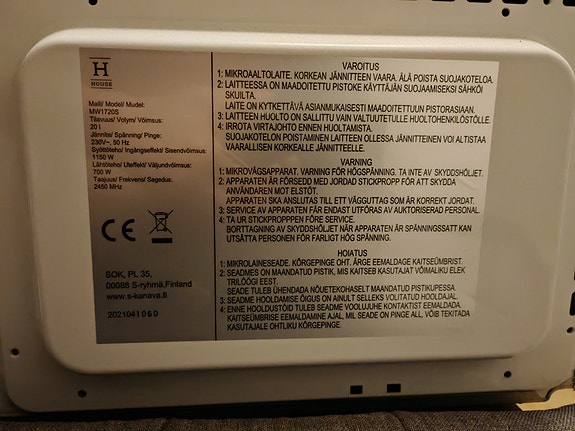 H
HOUSE
Malli/ Model/ Mudel:
MW1720S
Tilavuus/ Volym/ Võimsus:
20 l
Jännite/ Spänning/ Pinge:
230V~, 50 Hz
Syöttöteho/ Ingångseffekt/ Sisendvõimsus:
1150 W
Lähtöteho/ Uteffekt/ Väljundvõimsus:
700 W
Taajuus/ Frekvens/ Sagedus:
2450 MHz
CE
SOK, PL 35,
00088 S-ryhmä,Finland
www.s-kanava.fi
2021041060
VAROITUS
1: MIKROAALTOLAITE. KORKEAN JÄNNITTEEN VAARA. ÄLÄ POISTA SUOJAKOTELOA.
2: LAITTEESSA ON MAADOITETTU PISTOKE KÄYTTÄJÄN SUOJAAMISEKSI SÄHKÖI
SKUILTA.
LAITE ON KYTKETTÄVÄ ASIANMUKAISESTI MAADOITETTUUN PISTORASIAAN.
3: LAITTEEN HUOLTO ON SALLITTU VAIN VALTUUTETULLE HUOLTOHENKILÖSTÖLLE.
4: IRROTA VIRTAJOHTO ENNEN HUOLTAMISTA.
SUOJAKOTELON POISTAMINEN LAITTEEN OLLESSA JÄNNITTEINEN VOI ALTISTAA
VAARALLISEN KORKEALLE JÄNNITTEELLE.
VARNING
1: MIKROVÅGSAPPARAT. VARNING FÖR HÖGSPÄNNING. TA INTE AV SKYDDSHÖLJET.
2: APPARATEN ÄR FÖRSEDD MED JORDAD STICKPROPP FÖR ATT SKYDDA
ANVÄNDAREN MOT ELSTÖT.
APPARATEN SKA ANSLUTAS TILL ETT VÄGGUTTAG SOM ÄR KORREKT JORDAT.
3: SERVICE AV APPARATEN FÅR ENDAST UTFÖRAS AV AUKTORISERAD PERSONAL.
4: TA UR STICKPROPPPEN FÖRE SERVICE.
BORTTAGNING AV SKYDDSHÖLJET NÄR APPARATEN ÄR SPÄNNINGSSATT KAN
UTSÄTTA PERSONEN FÖR FARLIGT HÖG SPÄNNING.
HOIATUS
1: MIKROLAINESEADE. KÕRGEPINGE OHT. ÄRGE EEMALDAGE KAITSEÜMBRIST.
2: SEADMES ON MAANDATUD PISTIK, MIS KAITSEB KASUTAJAT VÕIMALIKU ELEK
TRILÖÖGI EEST.
SEADE TULEB ÜHENDADA NÕUETEKOHASELT MAANDATUD PISTIKUPESSA.
3: SEADME HOOLDAMISE ÕIGUS ON AINULT SELLEKS VOLITATUD HOOLDAJAL.
4: ENNE HOOLDUSTÖID TULEB SEADME VOOLUJUHE KONTAKTIST EEMALDADA.
KAITSEÜMBRISE EEMALDAMINE AJAL, MIL SEADE ON PINGE ALL, VÕIB TEKITADA
KASUTAJALE OHTLIKU KÕRGEPINGE.